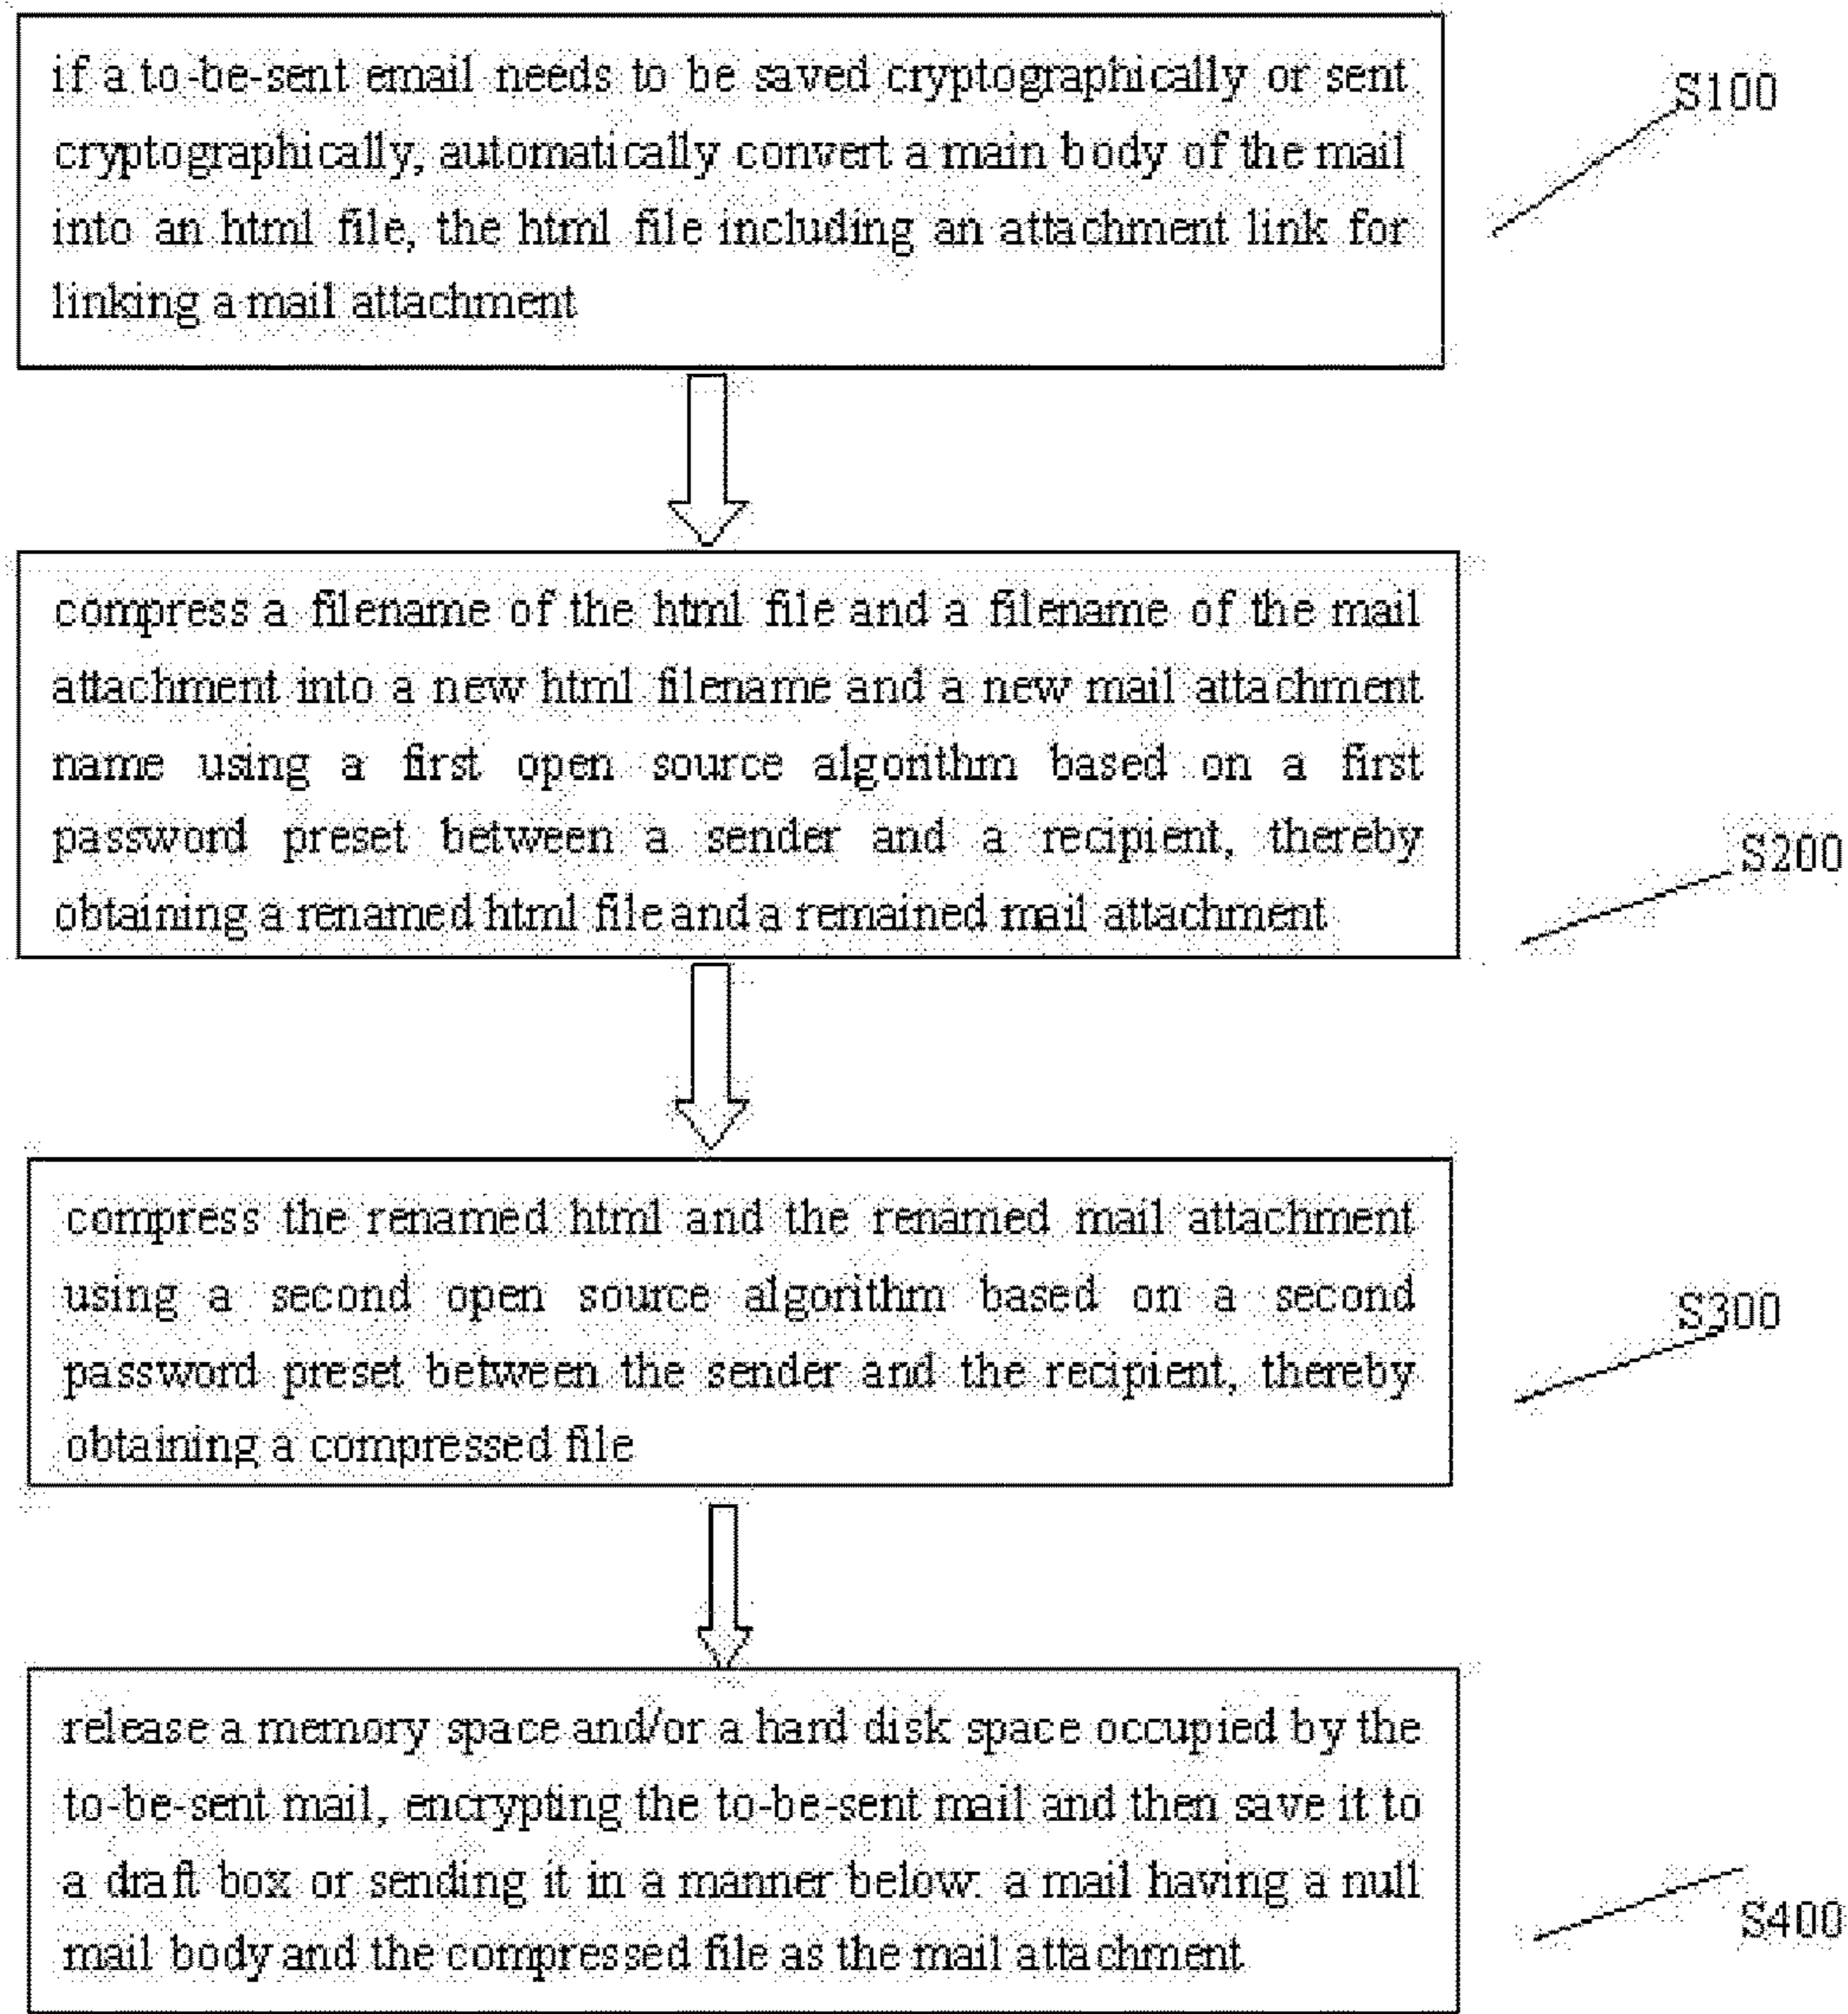 if a to-be-sent email needs to be saved cryptographically or sent
cryptographically, automatically convert a main body of the mail
into an html file, the html file including an attachment link for
linking a mail attachment
S100
compress a filename of the html file and a filename of the mail
attachment into a new html filename and a new mail attachment
name using a first open source algorithm based on a first
password preset between a sender and a recipient, thereby
obtaining a renamed html file and a remained mail attachment
S200
compress the renamed html and the renamed mail attachment
using a second open source algorithm based on a second
password preset between the sender and the recipient, thereby
obtaining a compressed file
S300
release a memory space and/or a hard disk space occupied by the
to-be-sent mail, encrypting the to-be-sent mail and then save it to
a draft box or sending it in a manner below: a mail having a null
mail body and the compressed file as the mail attachment
S400